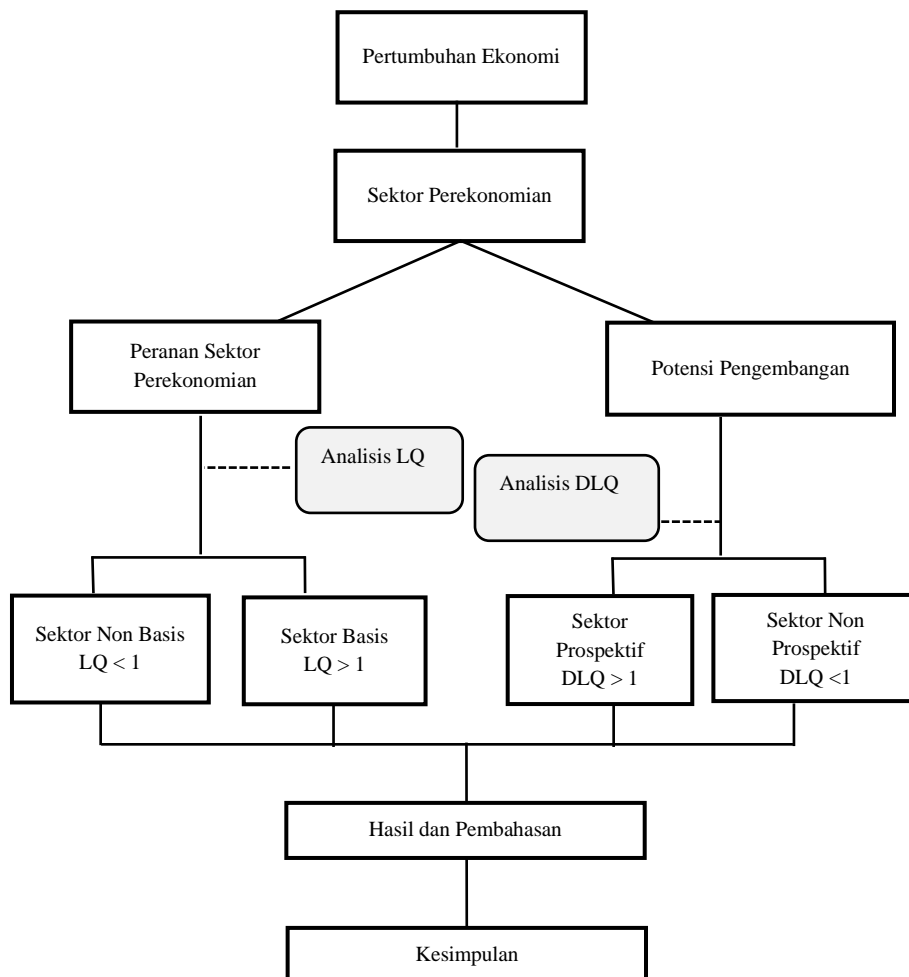 Pertumbuhan Ekonomi
Sektor Perekonomian
Peranan Sektor
Perekonomian
Potensi Pengembangan
Analisis LQ
Analisis DLQ
Sektor Non Basis
LQ < 1
Sektor Basis
LQ > 1
Sektor
Prospektif
DLQ > 1
Sektor Non
Prospektif
DLQ <1
Hasil dan Pembahasan
Kesimpulan